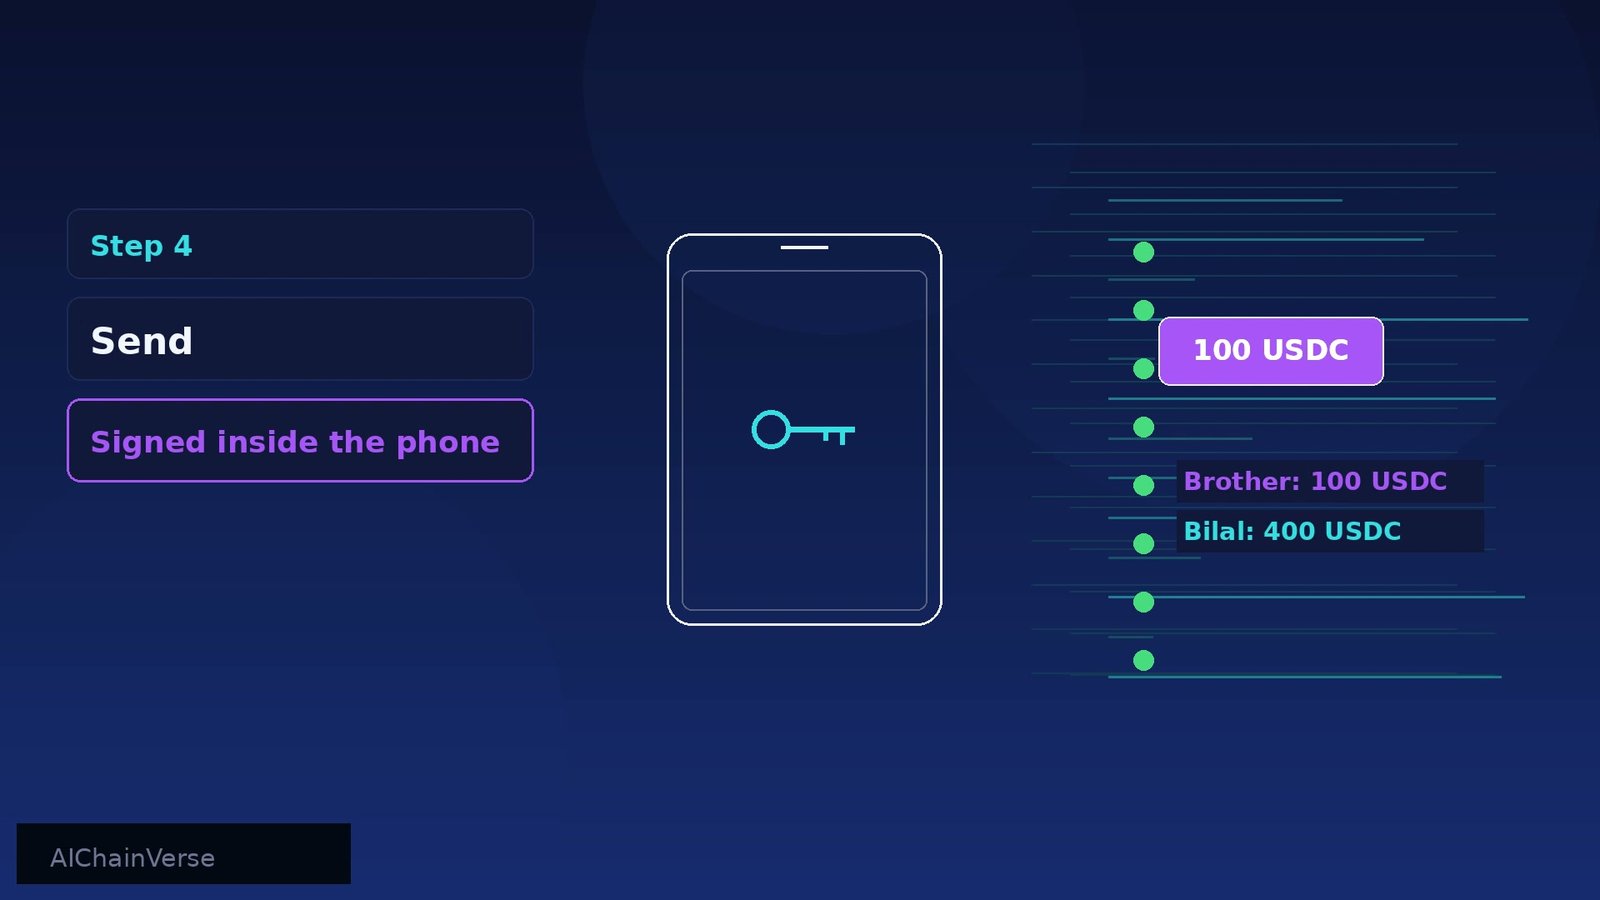 Step 4
Send
Signed inside the phone
100 USDC
Brother: 100 USDC
Bilal: 400 USDC
AIChainVerse